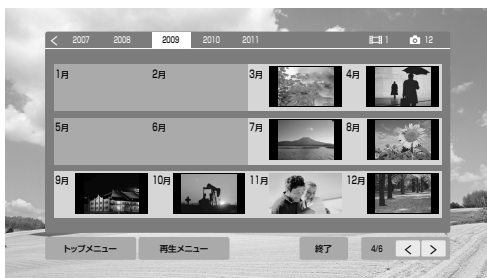 < 2007 2008 2009 2010 2011 1 12
1月 2月 3月 4月
5月 6月 7月 8月
9月 10月 11月 12月
トップメニュー 再生メニュー 終了 4/6 < >